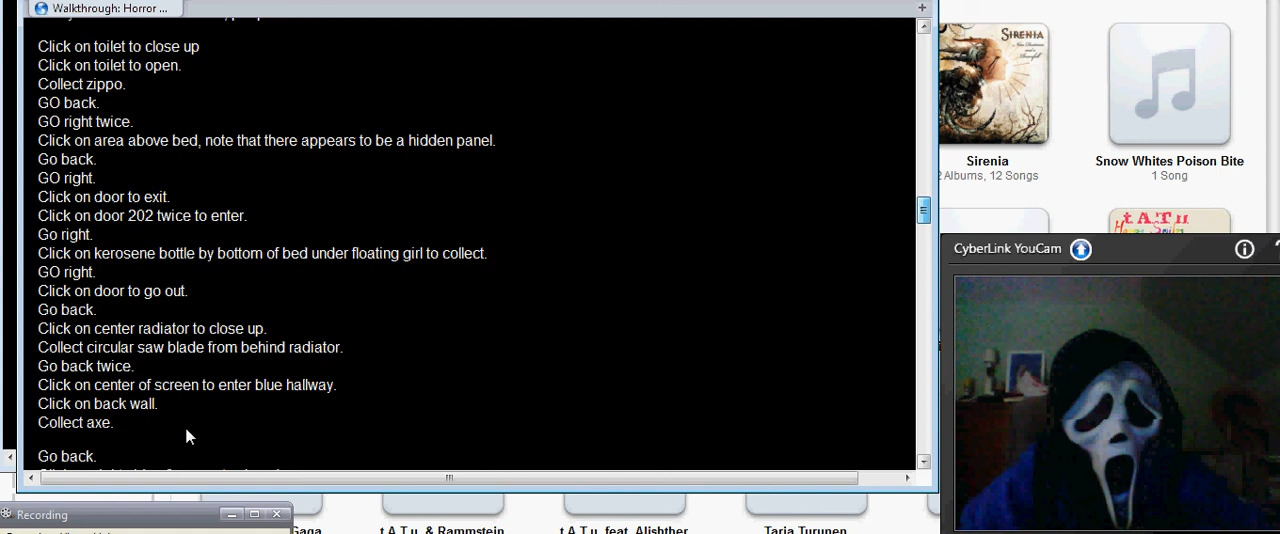 Walkthrough: Horror ...
Click on toilet to close up
Click on toilet to open.
Collect zippo.
GO back.
GO right twice.
Click on area above bed, note that there appears to be a hidden panel.
Go back.
GO right.
Click on door to exit.
Click on door 202 twice to enter.
Go right.
Click on kerosene bottle by bottom of bed under floating girl to collect.
GO right.
Click on door to go out.
Go back.
Click on center radiator to close up.
Collect circular saw blade from behind radiator.
Go back twice.
Click on center of screen to enter blue hallway.
Click on back wall.
Collect axe.
Go back.
SIRENIA
Sirenia
2 Albums, 12 Songs
Snow Whites Poison Bite
1 Song
t.A.T.u
CyberLink YouCam
Recording
Gaga
t.A.T.u. & Rammstein
t.A.T.u. feat. Alishther
Tarja Turunen